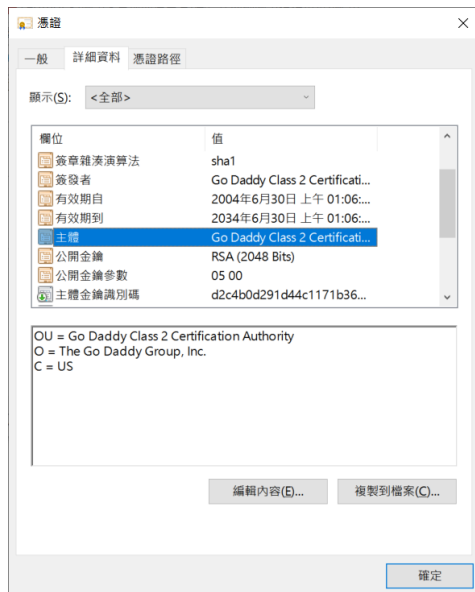 憑證
一般 詳細資料 憑證路徑
顯示(S): <全部>
欄位 值
簽章雜湊演算法 sha1
簽發者 Go Daddy Class 2 Certificati...
有效期自 2004年6月30日 上午 01:06:...
有效期到 2034年6月30日 上午 01:06:...
主體 Go Daddy Class 2 Certificati...
公開金鑰 RSA (2048 Bits)
公開金鑰參數 05 00
主體金鑰識別碼 d2c4b0d291d44c1171b36...
OU = Go Daddy Class 2 Certification Authority
O = The Go Daddy Group, Inc.
C = US
編輯內容(E)... 複製到檔案(C)...
確定